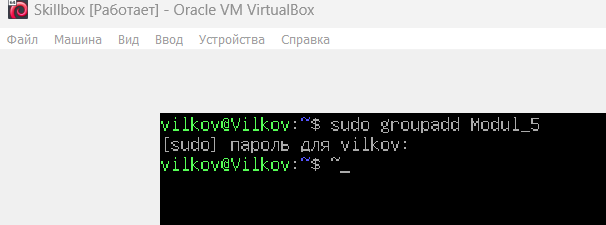 Skillbox [Работает] - Oracle VM VirtualBox
Файл Машина Вид Ввод Устройства Справка
vilkov@Vilkov:~$ sudo groupadd Modul_5
[sudo] пароль для vilkov:
vilkov@Vilkov:~$ ~_